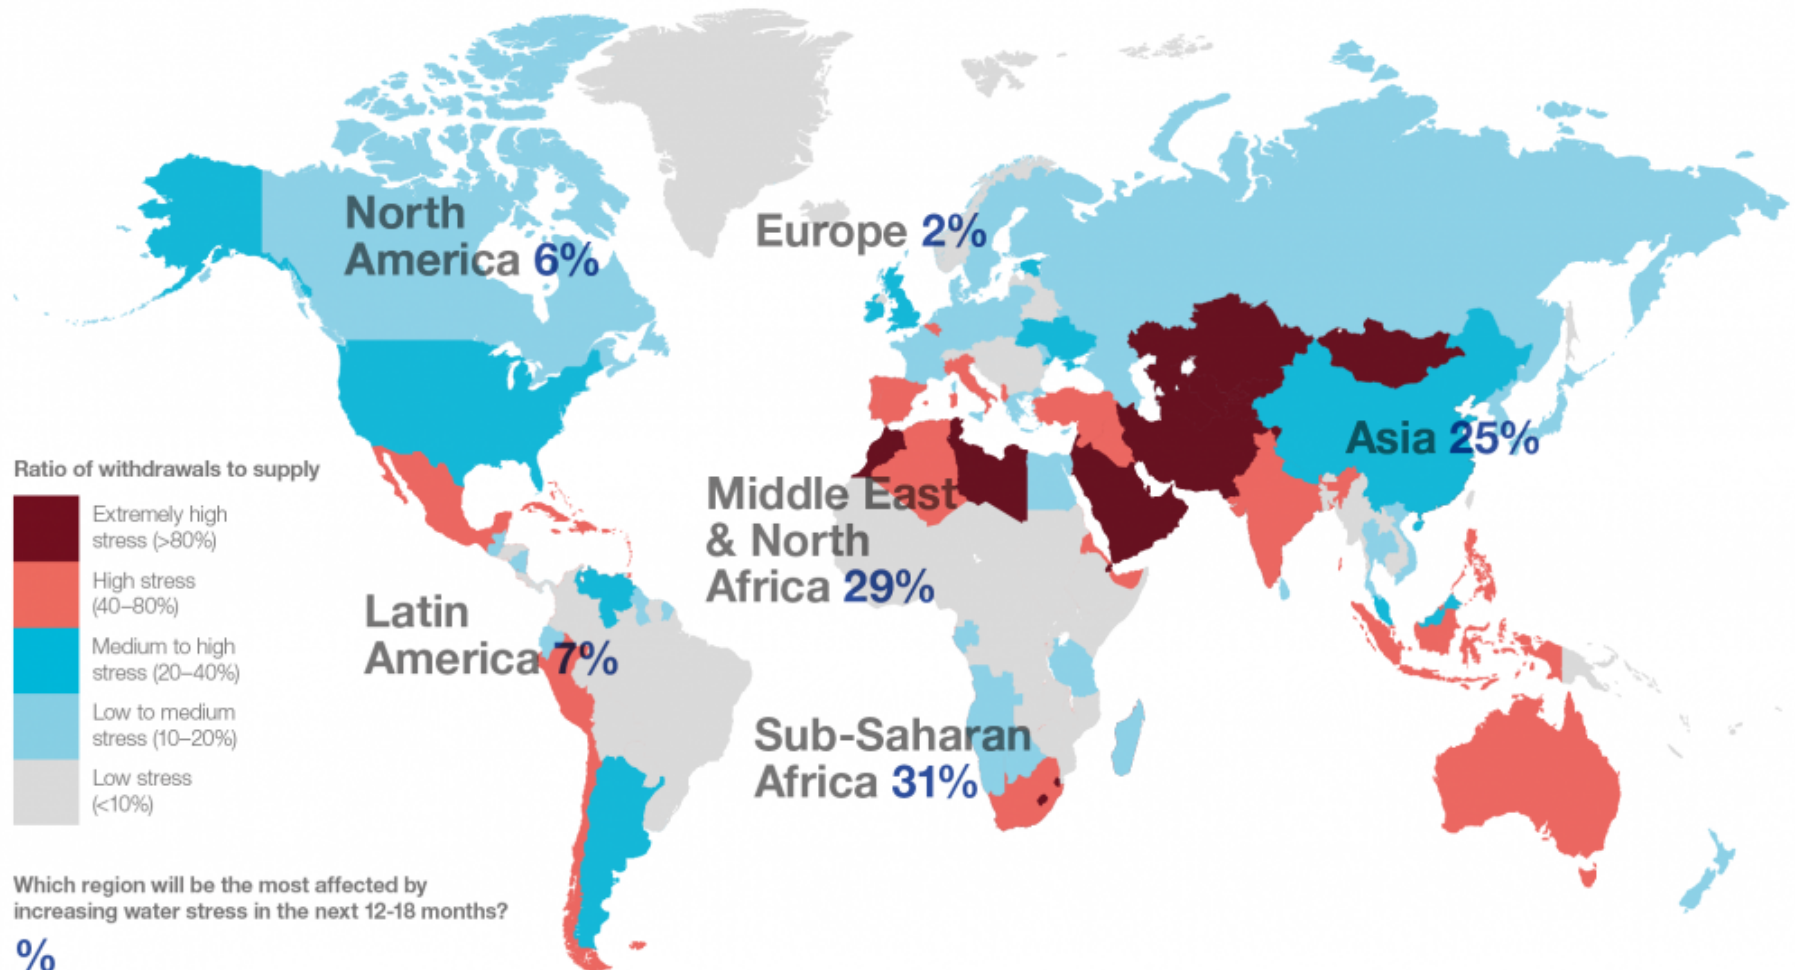 North
America 6%
Europe 2%
Asia 25%
Ratio of withdrawals to supply
Extremely high
stress (>80%)
High stress
(40–80%)
Medium to high
stress (20–40%)
Low to medium
stress (10–20%)
Low stress
(<10%)
Middle East
& North
Africa 29%
Latin
America 7%
Sub-Saharan
Africa 31%
Which region will be the most affected by
increasing water stress in the next 12-18 months?
%